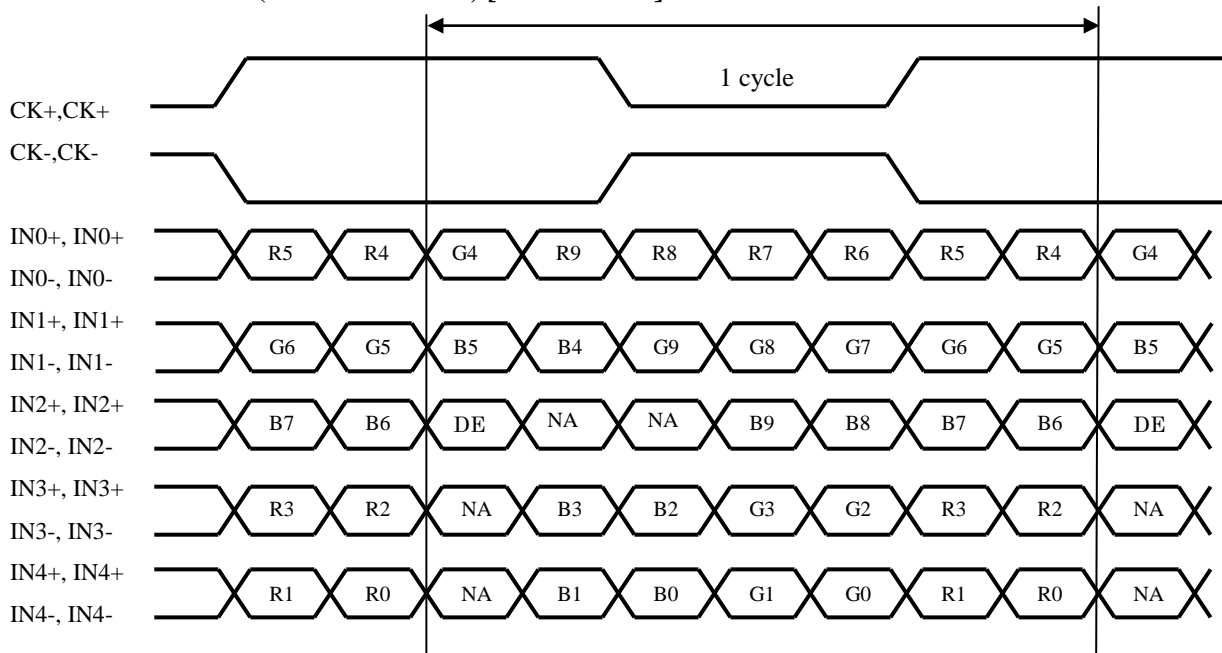 1 cycle
CK+,CK+
CK-,CK-
IN0+, IN0+
R5 R4 G4 R9 R8 R7 R6 R5 R4 G4
IN0-, IN0-
IN1+, IN1+
G6 G5 B5 B4 G9 G8 G7 G6 G5 B5
IN1-, IN1-
IN2+, IN2+
B7 B6 DE NA NA B9 B8 B7 B6 DE
IN2-, IN2-
IN3+, IN3+
R3 R2 NA B3 B2 G3 G2 R3 R2 NA
IN3-, IN3-
IN4+, IN4+
R1 R0 NA B1 B0 G1 G0 R1 R0 NA
IN4-, IN4-